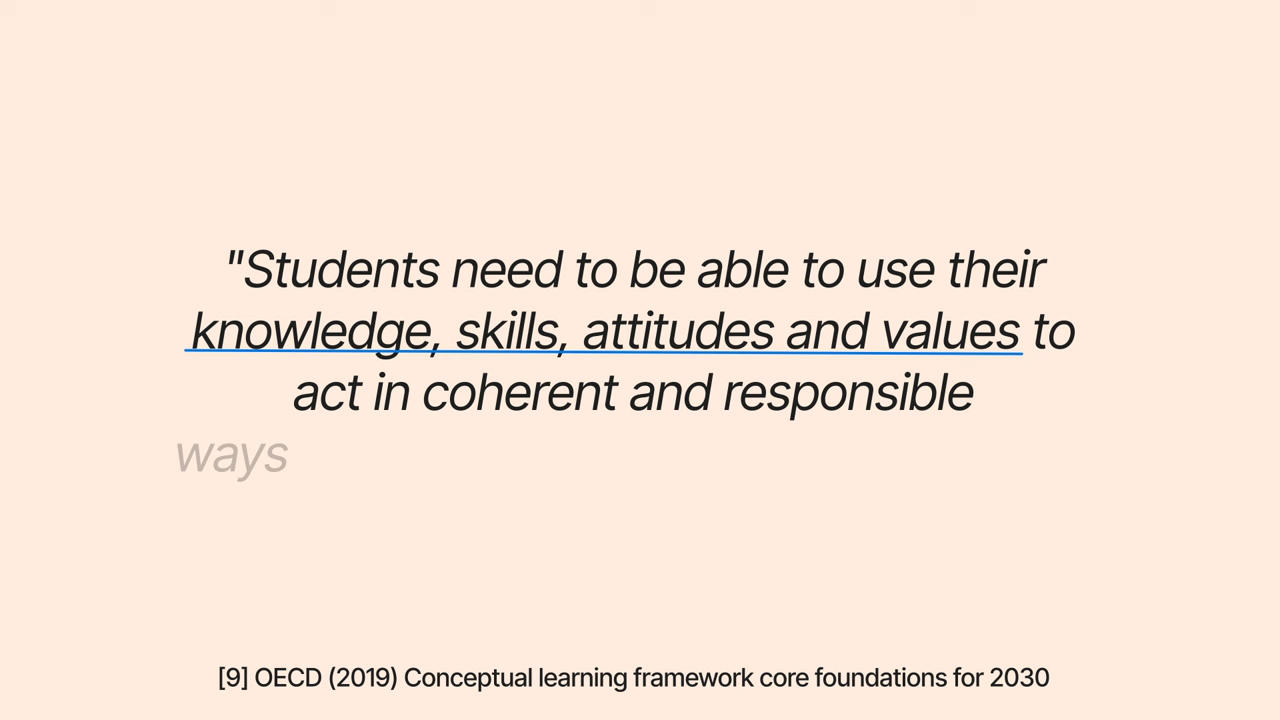 "Students need to be able to use their
knowledge, skills, attitudes and values to
act in coherent and responsible
ways
[9] OECD (2019) Conceptual learning framework core foundations for 2030